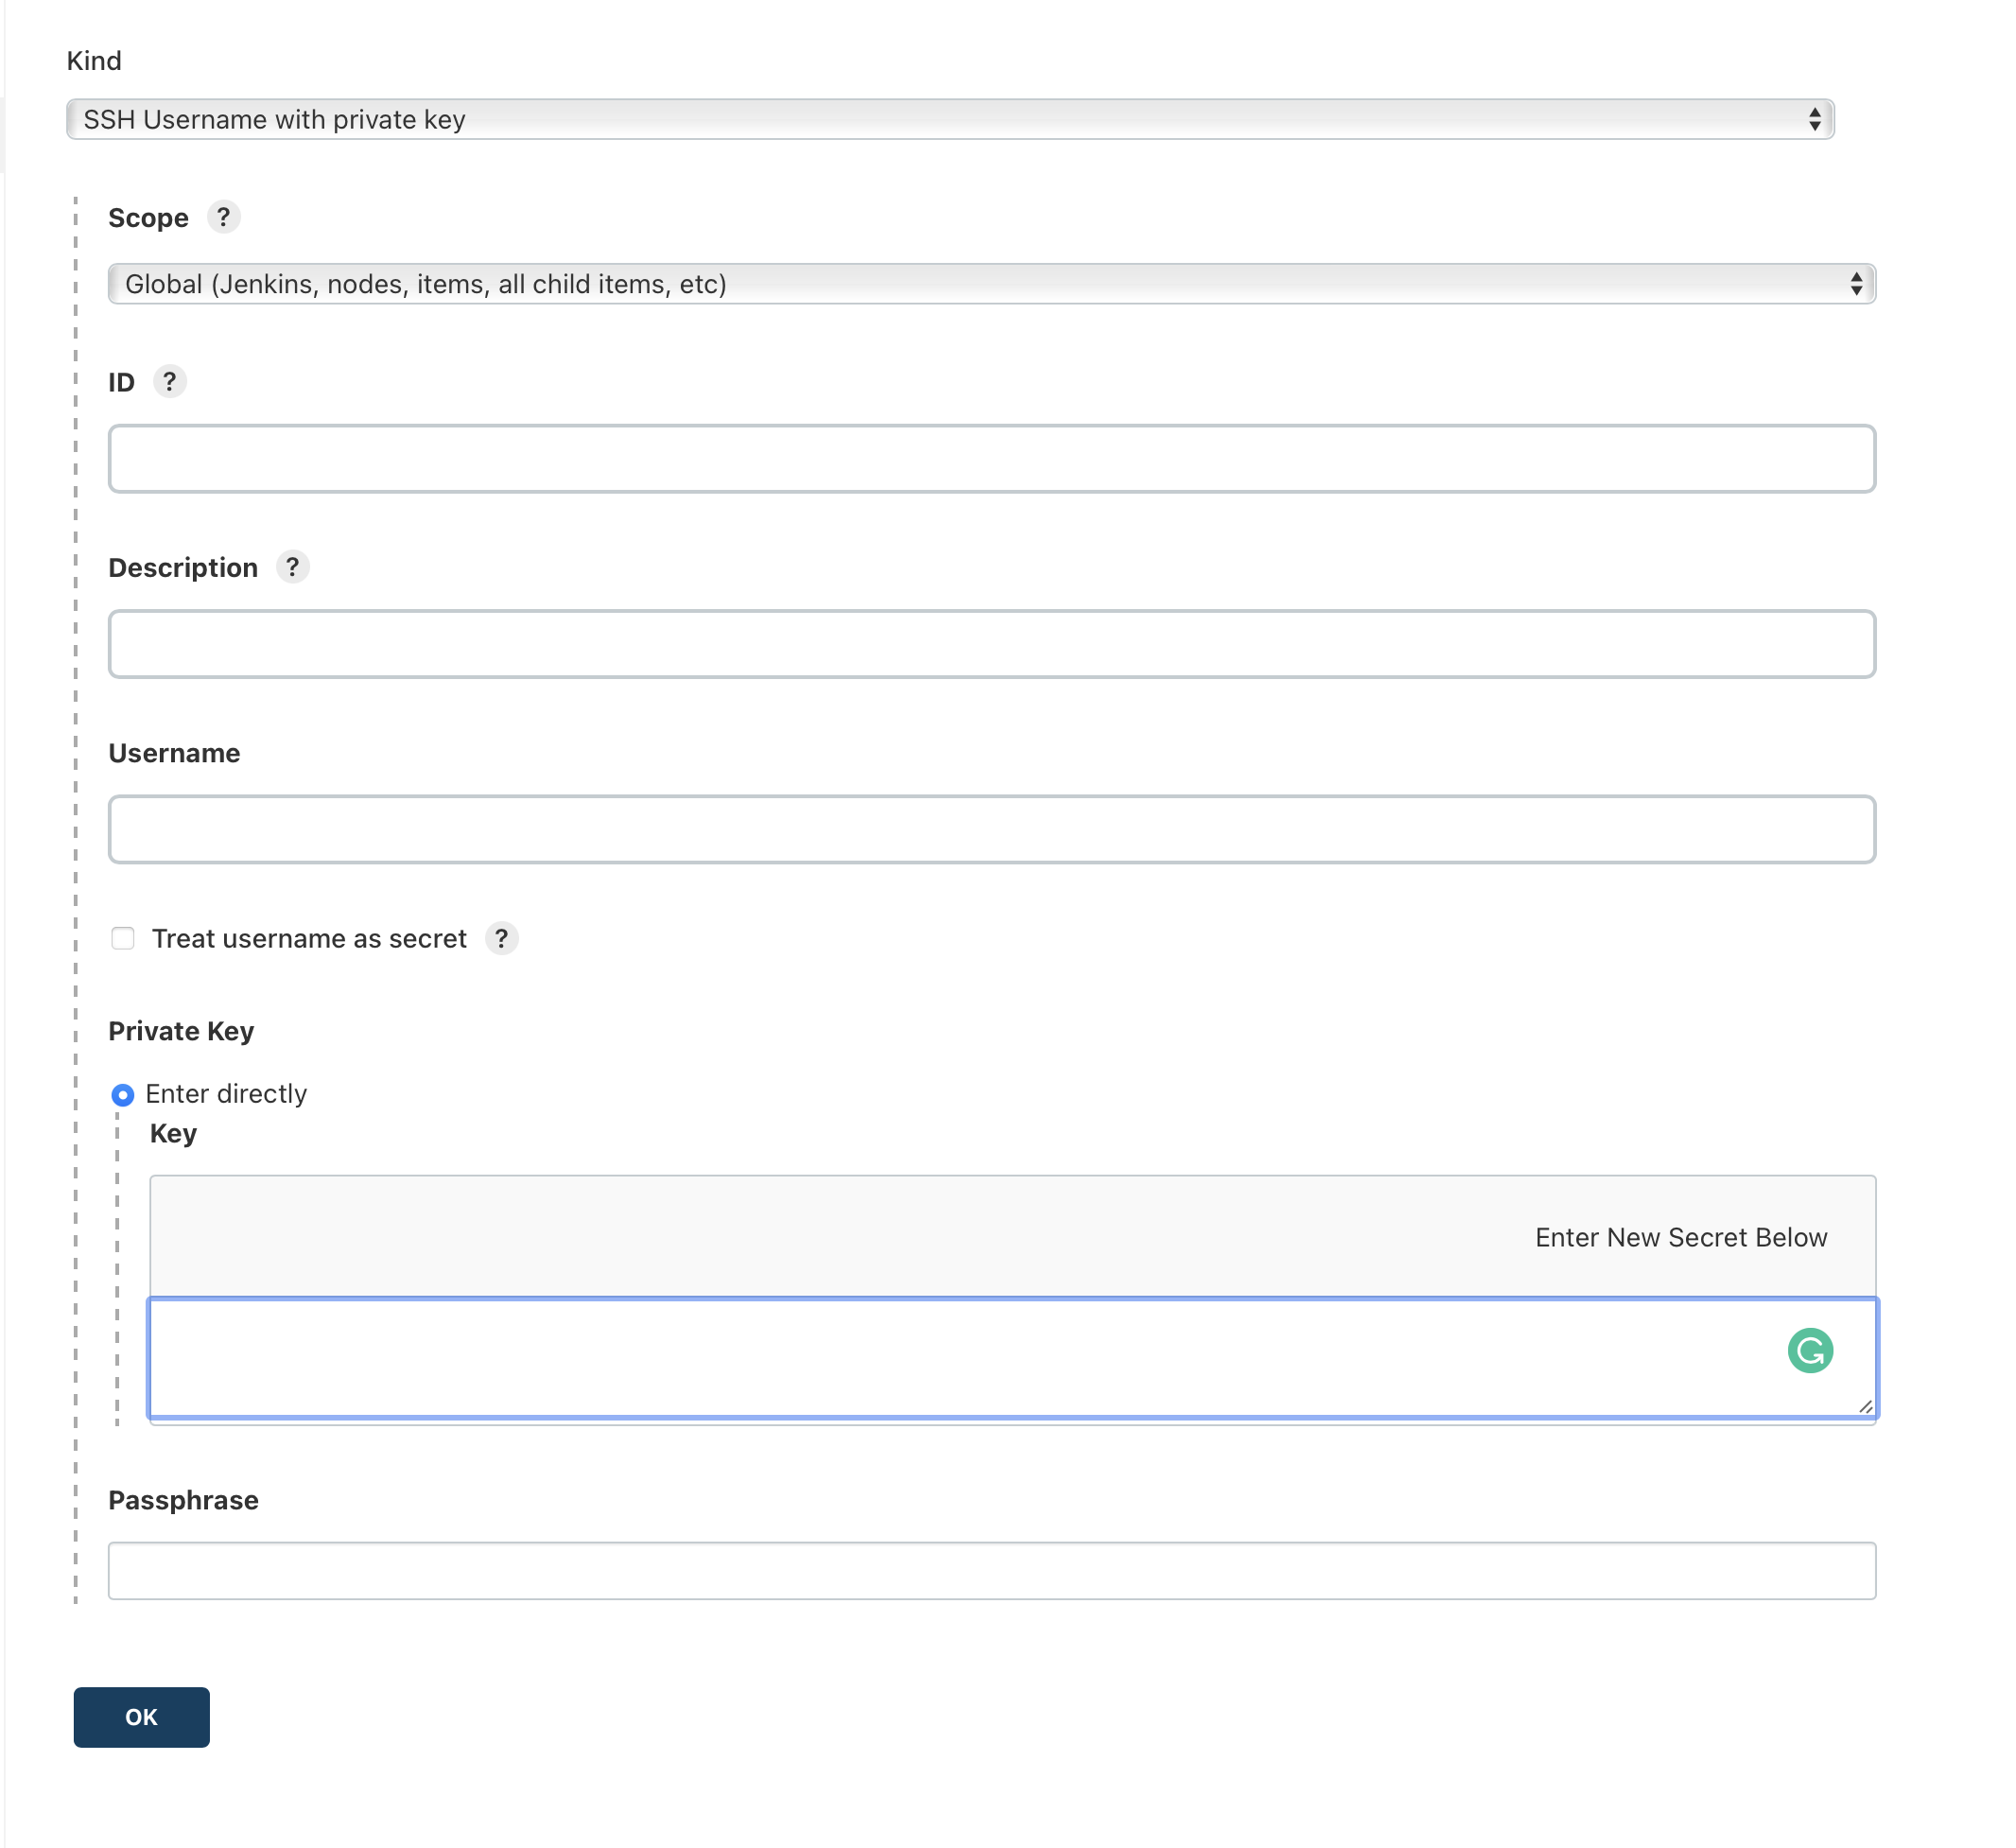 Kind
SSH Username with private key
Scope ?
Global (Jenkins, nodes, items, all child items, etc)
ID ?
Description ?
Username
Treat username as secret ?
Private Key
Enter directly
Key
Enter New Secret Below
Passphrase
OK